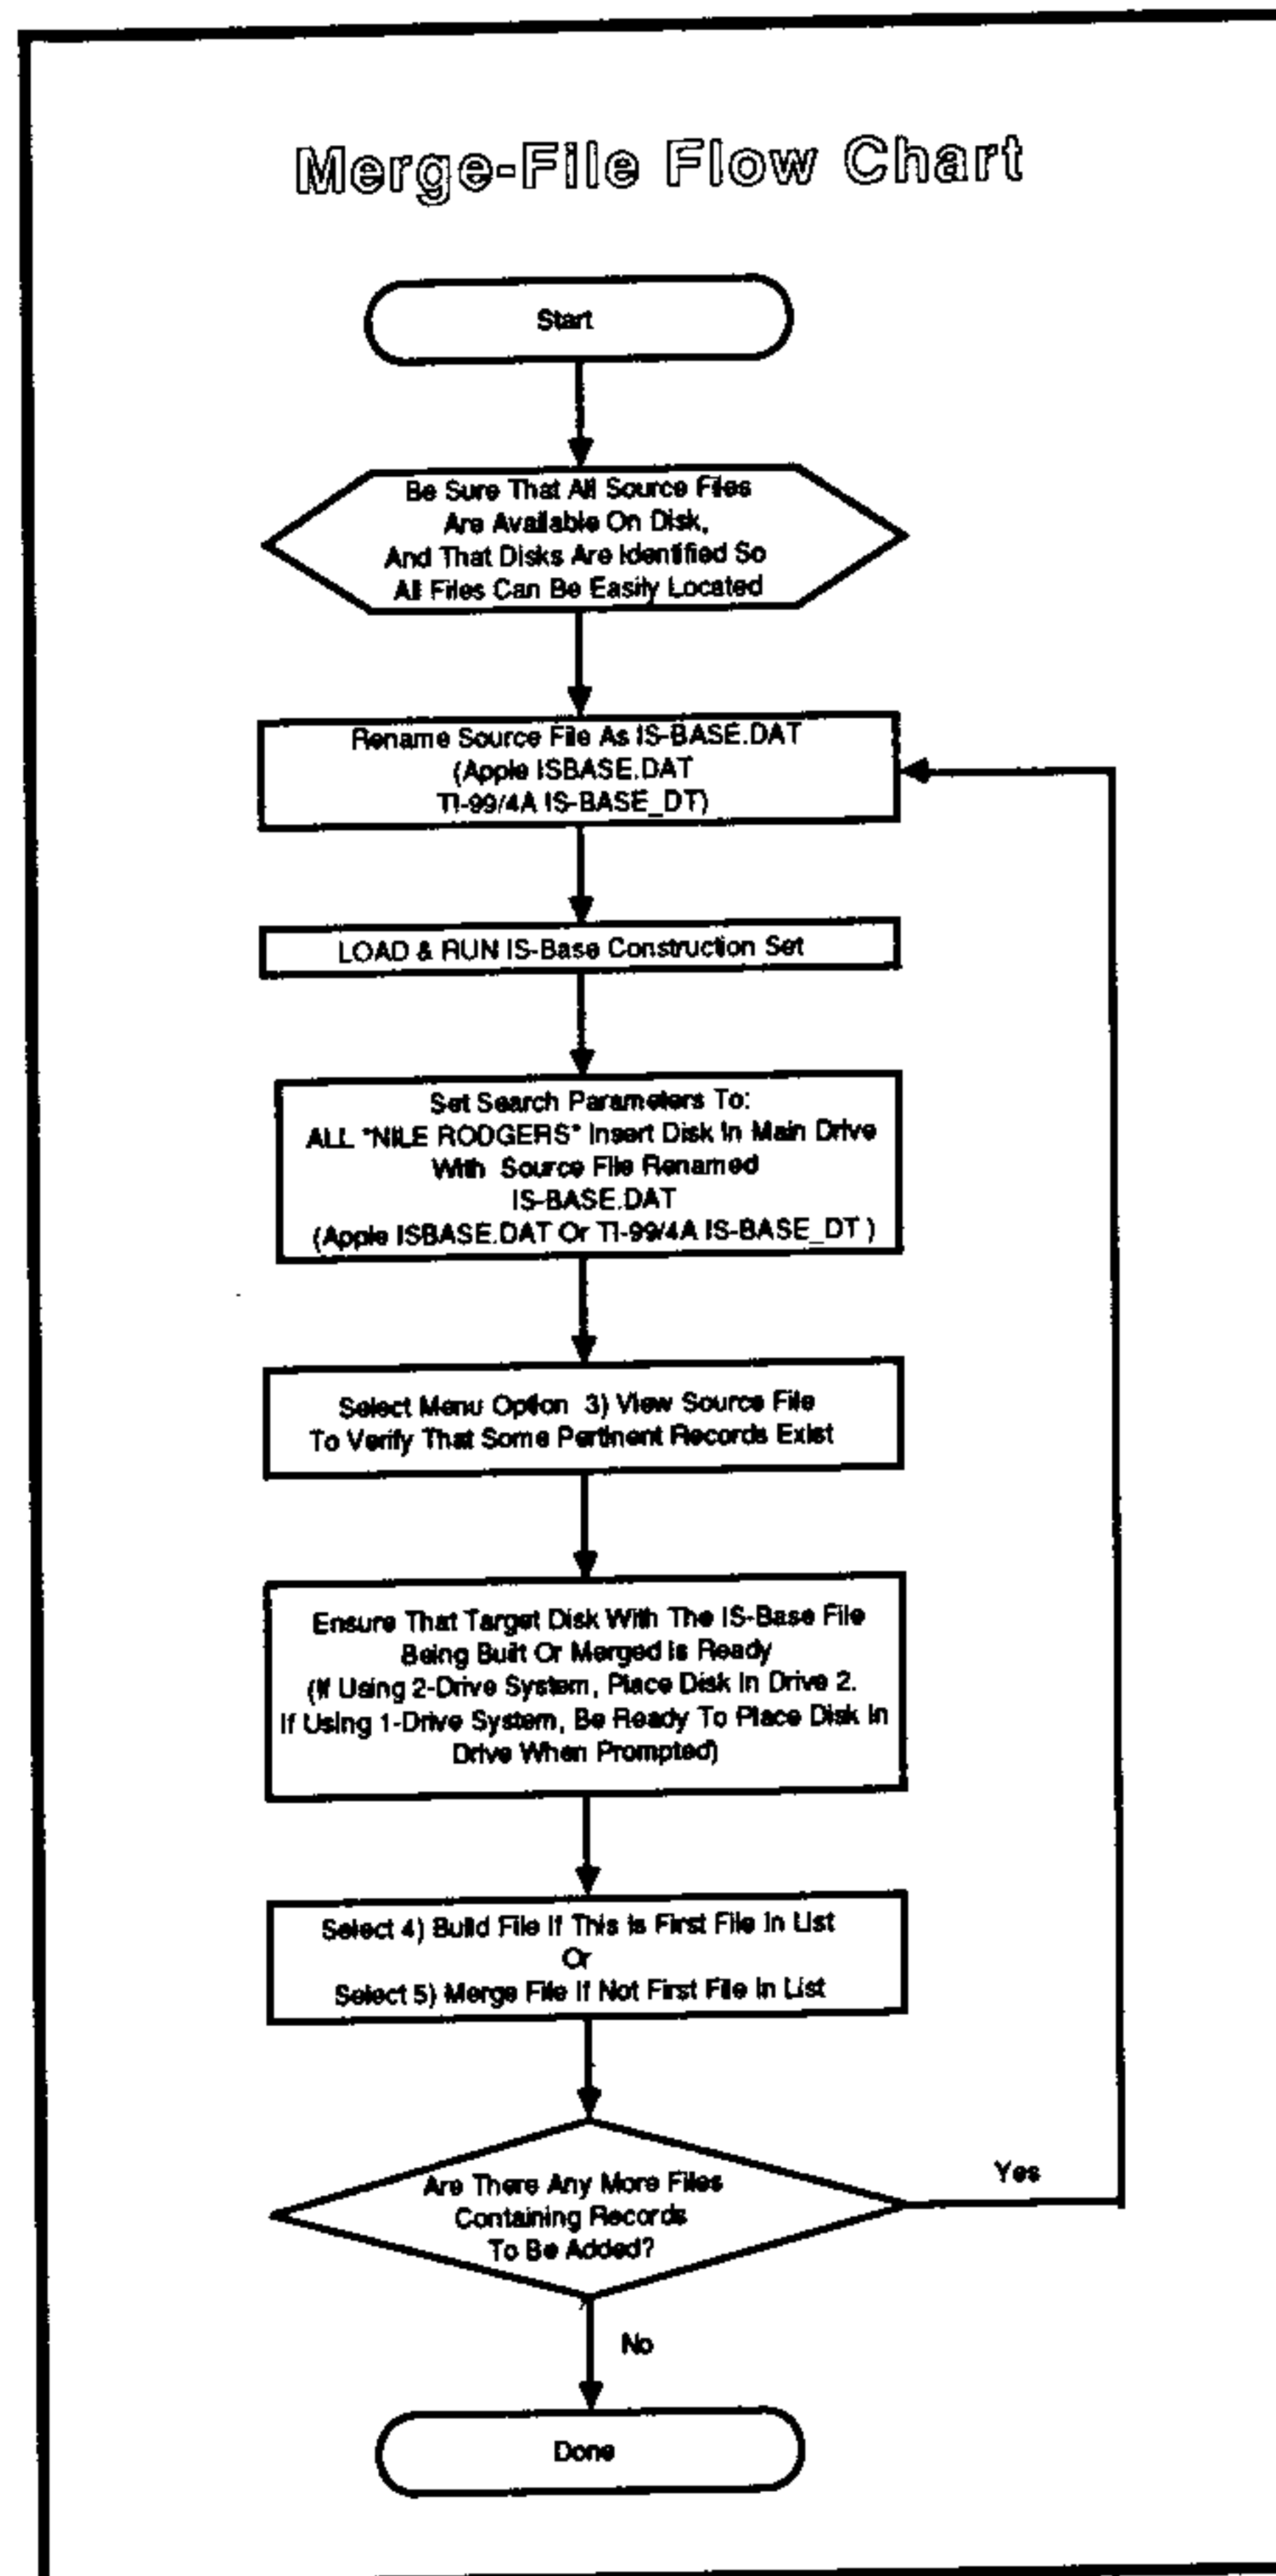 Merge-File Flow Chart
Start
Be Sure That All Source Files
Are Available On Disk,
And That Disks Are Identified So
All Files Can Be Easily Located
Rename Source File As IS-BASE.DAT
(Apple ISBASE.DAT
TI-99/4A IS-BASE_DT)
LOAD & RUN IS-Base Construction Set
Set Search Parameters To:
ALL "NILE RODGERS" Insert Disk In Main Drive
With Source File Renamed
IS-BASE.DAT
(Apple ISBASE.DAT Or TI-99/4A IS-BASE_DT )
Select Menu Option 3) View Source File
To Verify That Some Pertinent Records Exist
Ensure That Target Disk With The IS-Base File
Being Built Or Merged Is Ready
(If Using 2-Drive System, Place Disk In Drive 2.
If Using 1-Drive System, Be Ready To Place Disk In
Drive When Prompted)
Select 4) Build File If This Is First File In List
Or
Select 5) Merge File If Not First File In List
Are There Any More Files
Containing Records
To Be Added?
Yes
No
Done